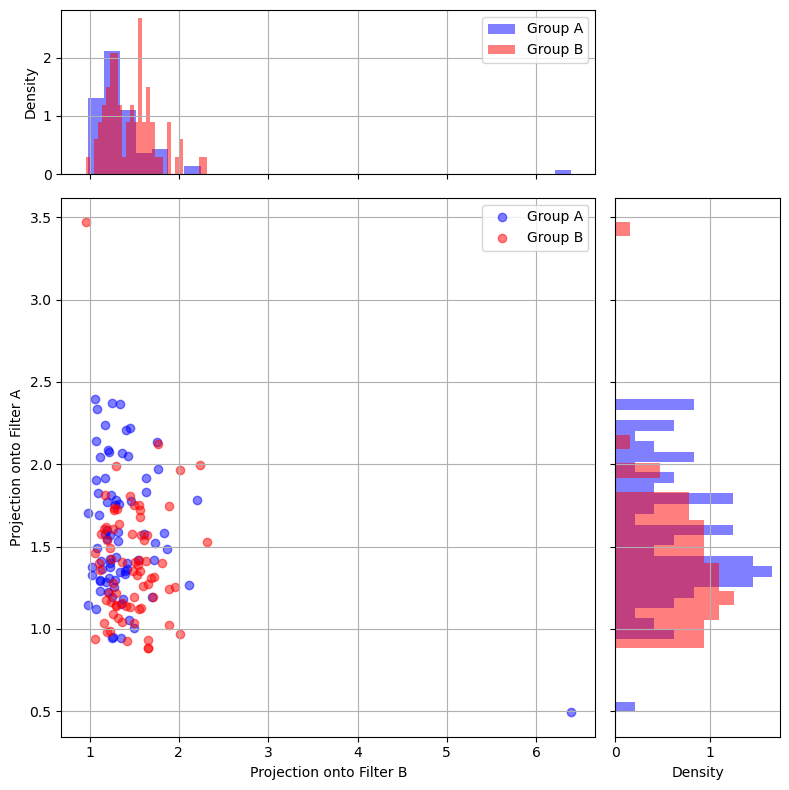 Density
2
1
0
Group A
Group B
Projection onto Filter A
3.5
3.0
2.5
2.0
1.5
1.0
0.5
Group A
Group B
1 2 3 4 5 6
Projection onto Filter B
0 1
Density